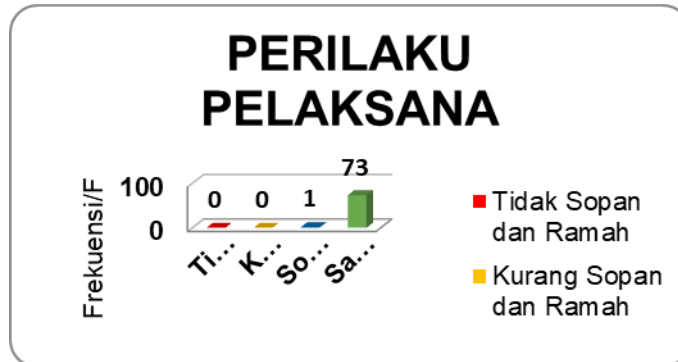 PERILAKU
PELAKSANA
Frekuensi/F
100
0
0
0
1
73
Ti...
K...
So...
Sa...
Tidak Sopan
dan Ramah
Kurang Sopan
dan Ramah